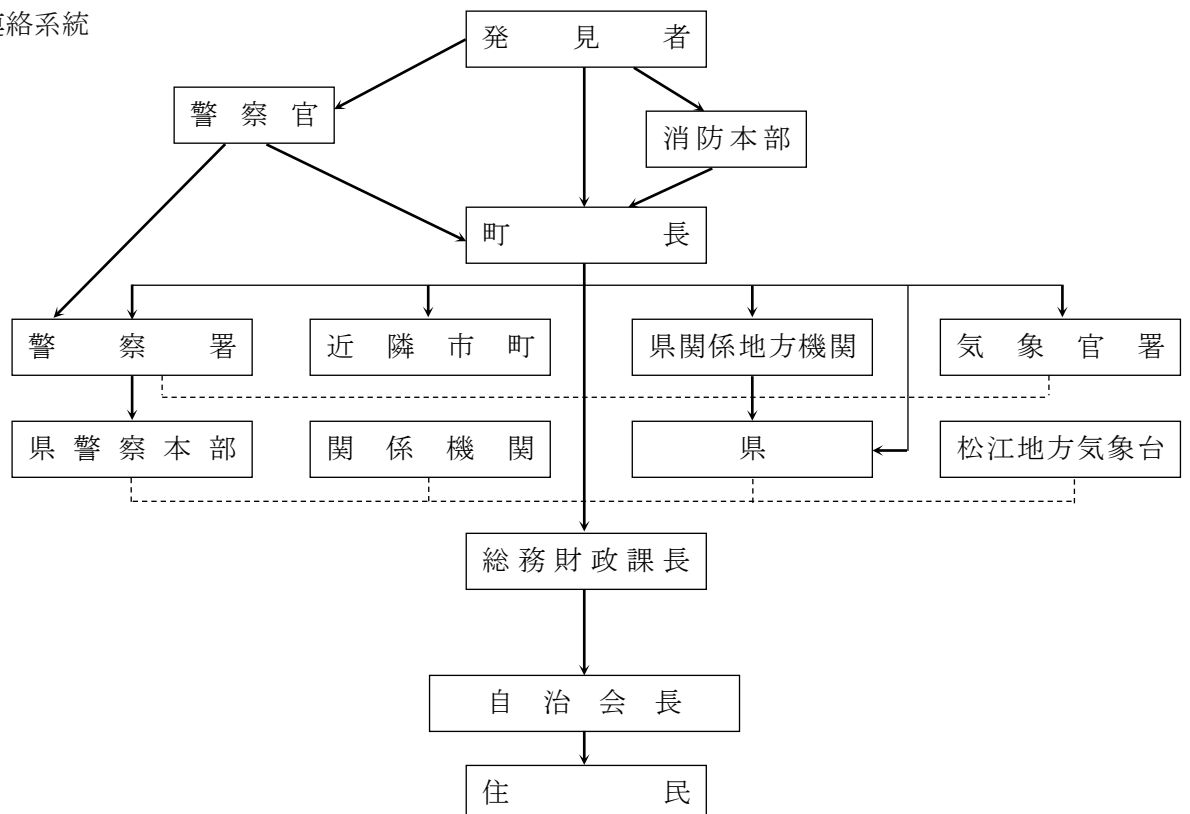 連絡系統
発見者
警察官
消防本部
町長
警察署
近隣市町
県関係地方機関
気象官署
県警察本部
関係機関
県
松江地方気象台
総務財政課長
自治会長
住民